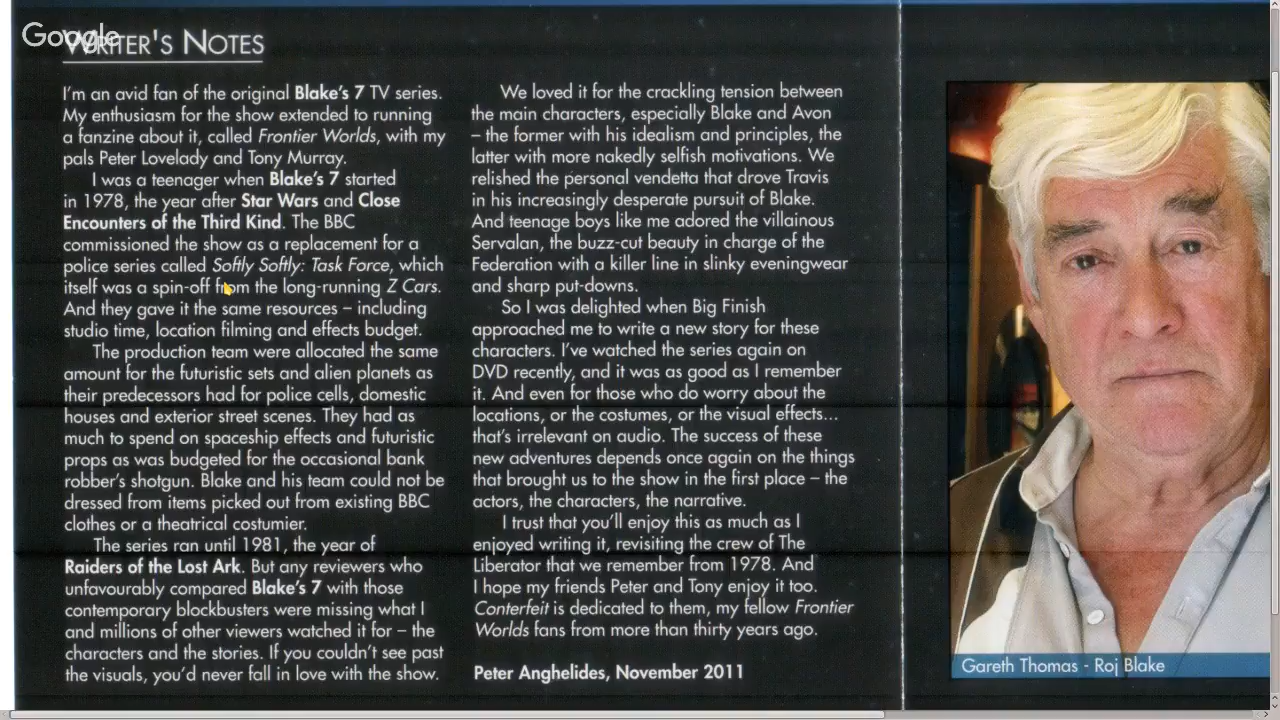 Google
WRITER'S NOTES
I'm an avid fan of the original Blake's 7 TV series.
My enthusiasm for the show extended to running
a fanzine about it, called Frontier Worlds, with my
pals Peter Lovelady and Tony Murray.
I was a teenager when Blake's 7 started
in 1978, the year after Star Wars and Close
Encounters of the Third Kind. The BBC
commissioned the show as a replacement for a
police series called Softly Softly: Task Force, which
itself was a spin-off from the long-running Z Cars.
And they gave it the same resources – including
studio time, location filming and effects budget.
The production team were allocated the same
amount for the futuristic sets and alien planets as
their predecessors had for police cells, domestic
houses and exterior street scenes. They had as
much to spend on spaceship effects and futuristic
props as was budgeted for the occasional bank
robber's shotgun. Blake and his team could not be
dressed from items picked out from existing BBC
clothes or a theatrical costumier.
The series ran until 1981, the year of
Raiders of the Lost Ark. But any reviewers who
unfavourably compared Blake's 7 with those
contemporary blockbusters were missing what I
and millions of other viewers watched it for – the
characters and the stories. If you couldn't see past
the visuals, you'd never fall in love with the show.
We loved it for the crackling tension between
the main characters, especially Blake and Avon
– the former with his idealism and principles, the
latter with more nakedly selfish motivations. We
relished the personal vendetta that drove Travis
in his increasingly desperate pursuit of Blake.
And teenage boys like me adored the villainous
Servalan, the buzz-cut beauty in charge of the
Federation with a killer line in slinky eveningwear
and sharp put-downs.
So I was delighted when Big Finish
approached me to write a new story for these
characters. I've watched the series again on
DVD recently, and it was as good as I remember
it. And even for those who do worry about the
locations, or the costumes, or the visual effects...
that's irrelevant on audio. The success of these
new adventures depends once again on the things
that brought us to the show in the first place – the
actors, the characters, the narrative.
I trust that you'll enjoy this as much as I
enjoyed writing it, revisiting the crew of The
Liberator that we remember from 1978. And
I hope my friends Peter and Tony enjoy it too.
Conterfeit is dedicated to them, my fellow Frontier
Worlds fans from more than thirty years ago.
Peter Anghelides, November 2011
Gareth Thomas - Roj Blake